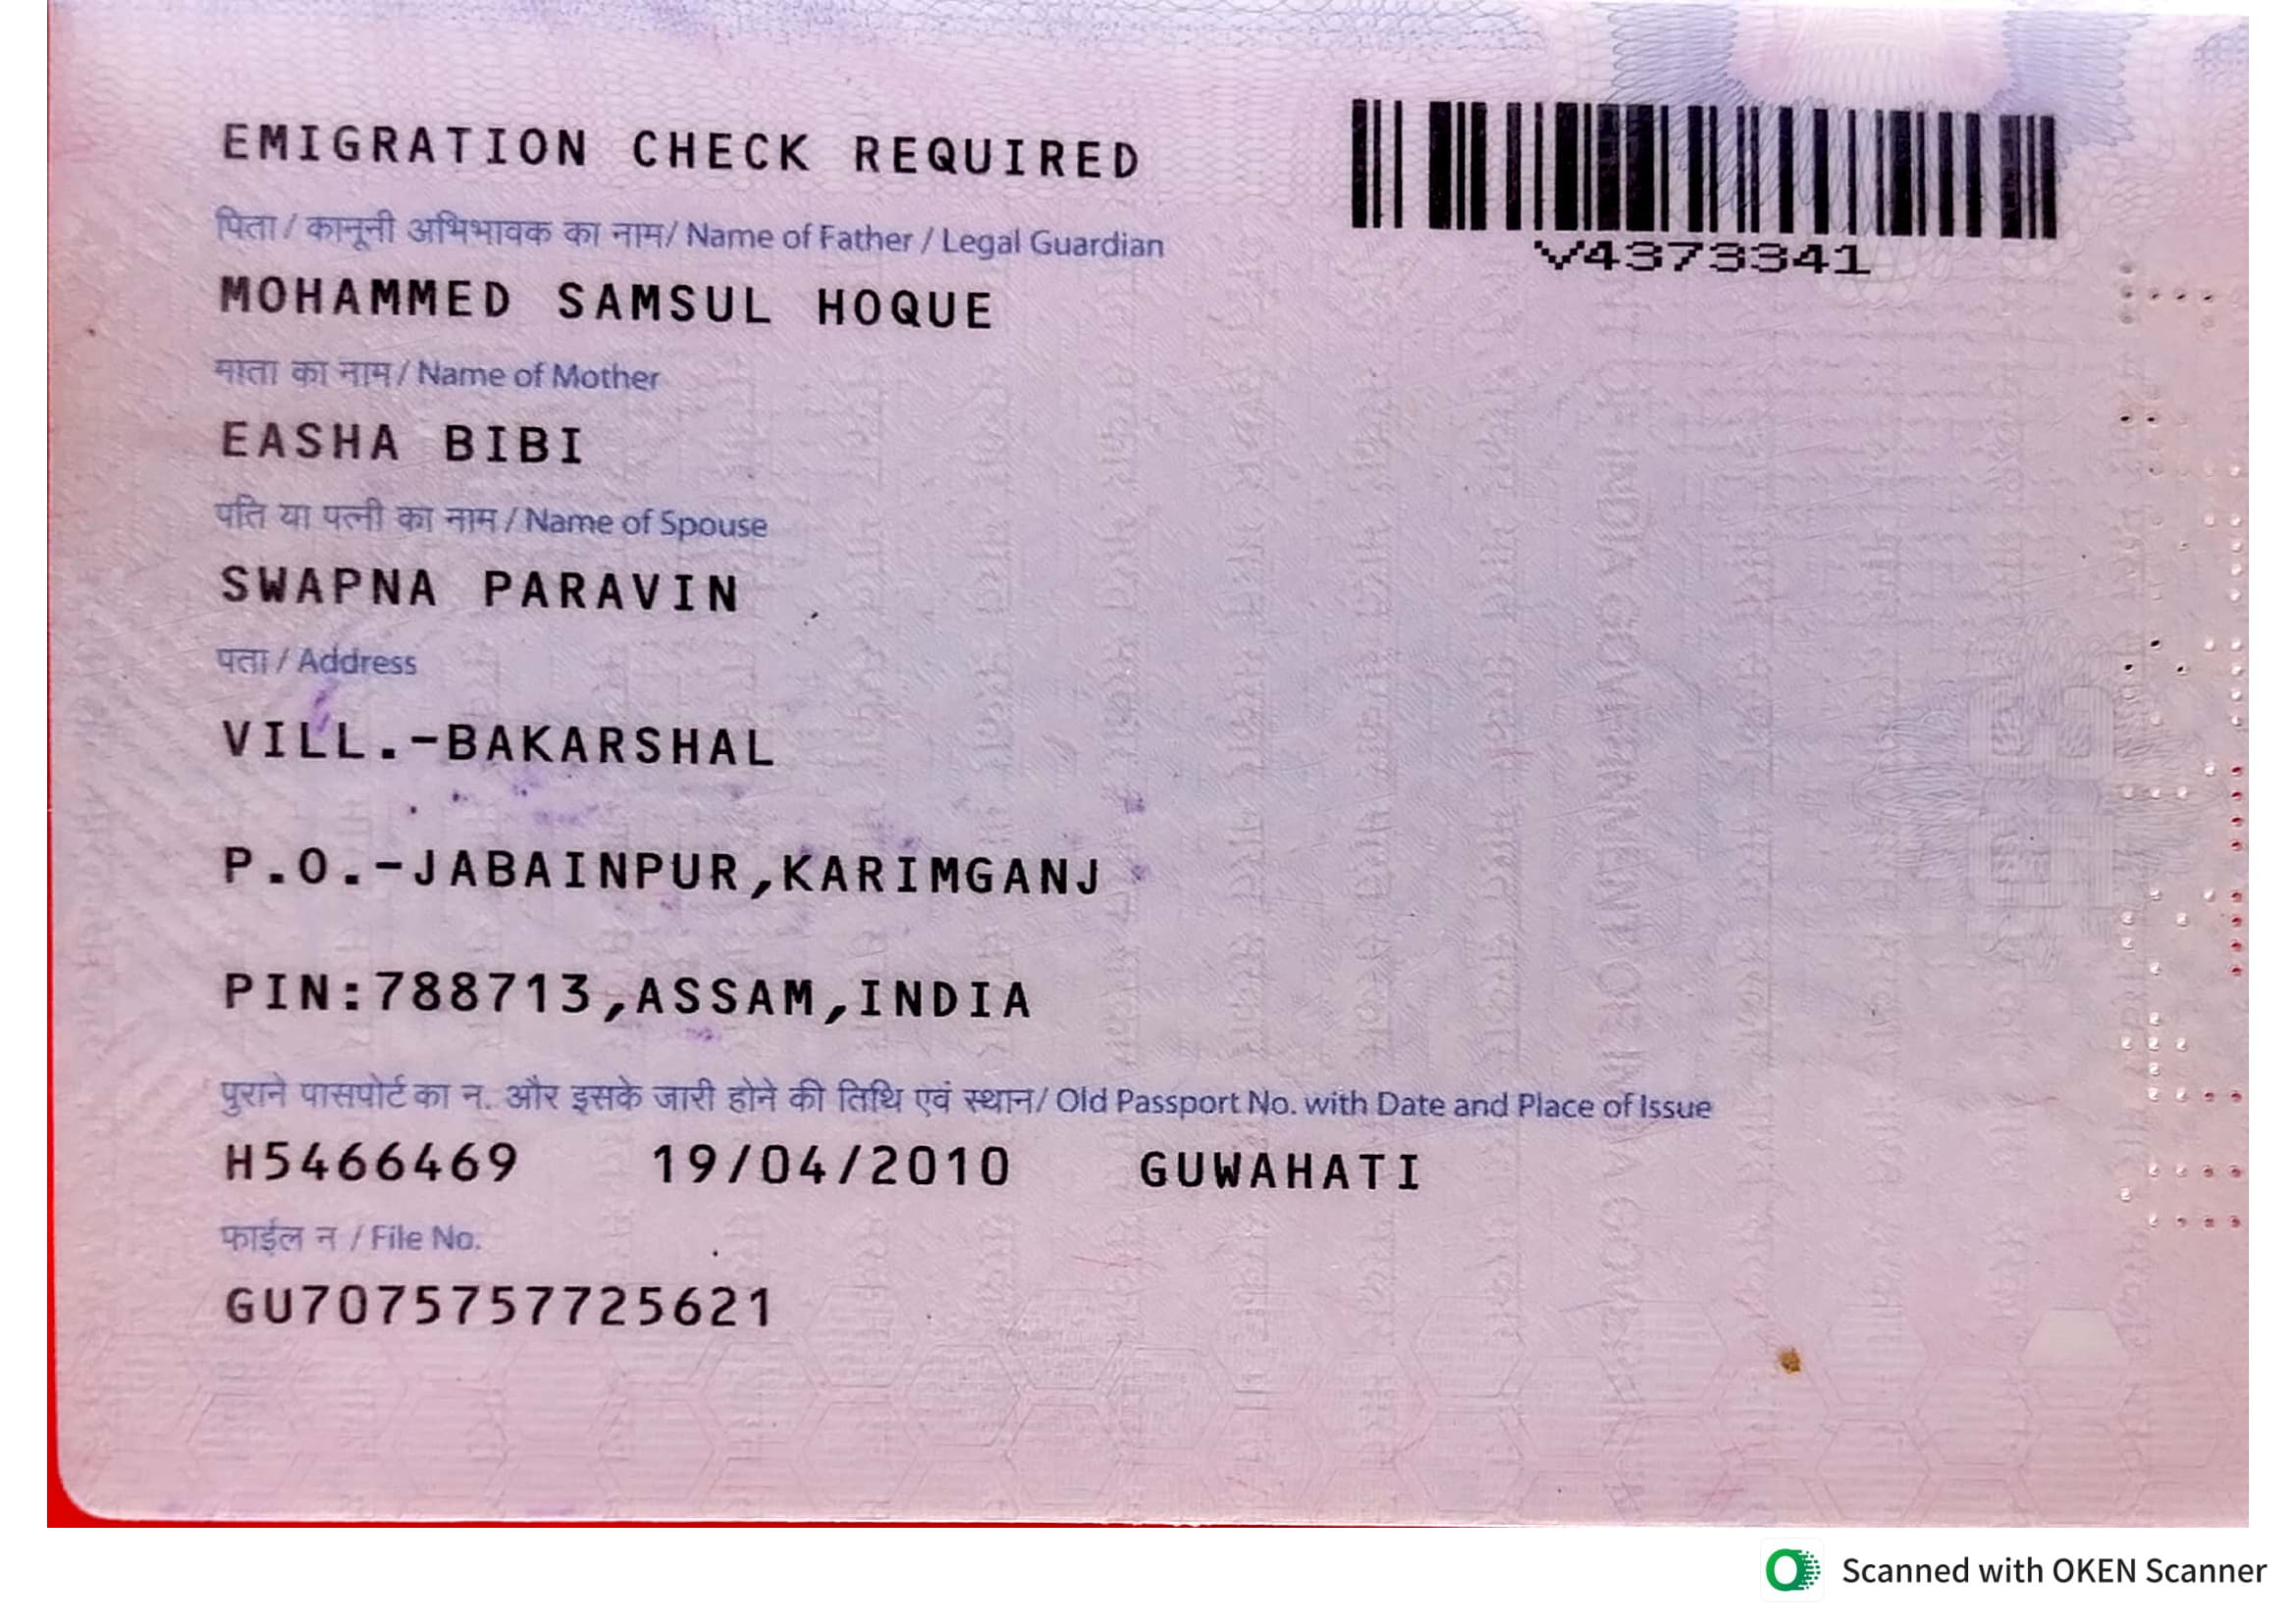 EMIGRATION CHECK REQUIRED
V4373341
पिता / कानूनी अभिभावक का नाम/ Name of Father / Legal Guardian
MOHAMMED SAMSUL HOQUE
माता का नाम/ Name of Mother
EASHA BIBI
पति या पत्नी का नाम / Name of Spouse
SWAPNA PARAVIN
पता / Address
VILL.-BAKARSHAL
P.O.-JABAINPUR,KARIMGANJ
PIN:788713,ASSAM,INDIA
पुराने पासपोर्ट का न. और इसके जारी होने की तिथि एवं स्थान/ Old Passport No. with Date and Place of Issue
H5466469 19/04/2010 GUWAHATI
फाईल न / File No.
GU7075757725621
Scanned with OKEN Scanner